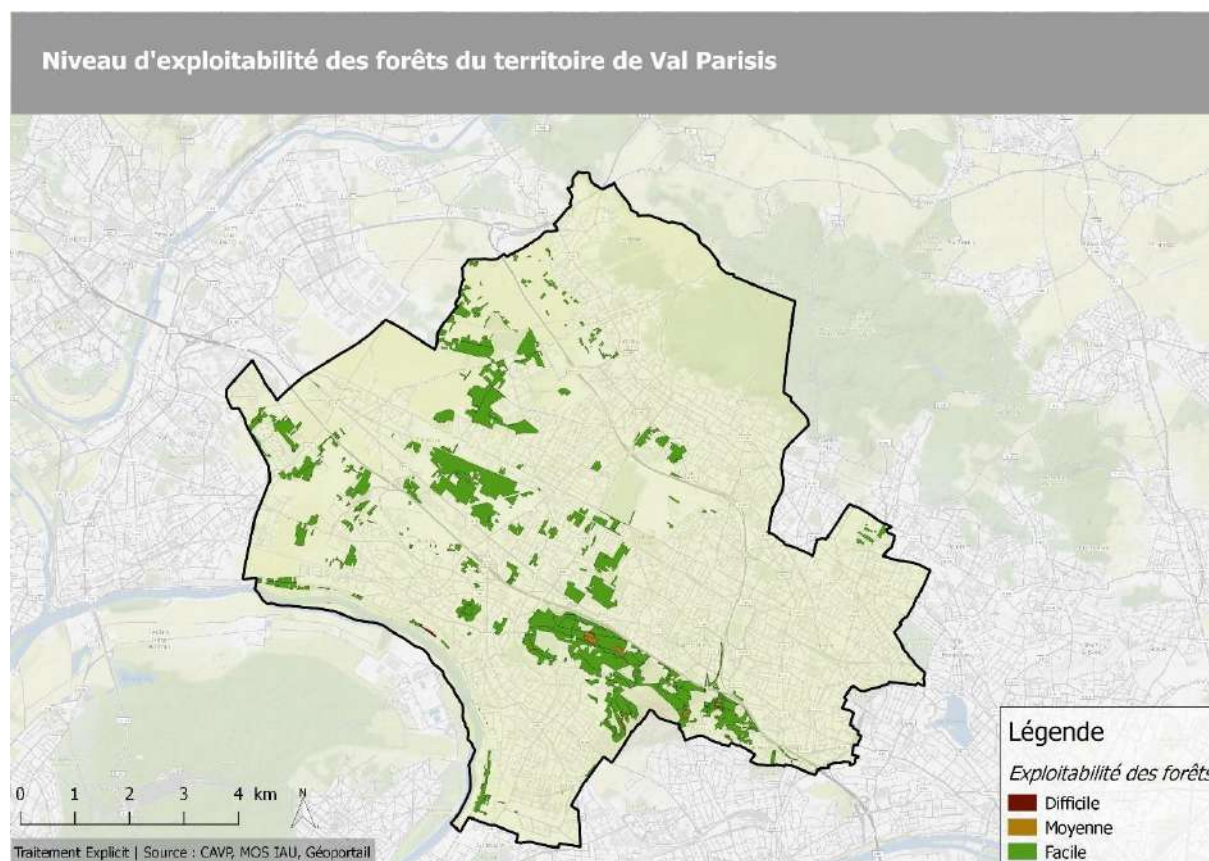 Niveau d'exploitabilité des forêts du territoire de Val Parisis
Légende
Exploitabilité des forêts
Difficile
Moyenne
Facile
0 1 2 3 4 km
N
Traitement Explicit | Source : CAVP, MOS IAU, Géoportail